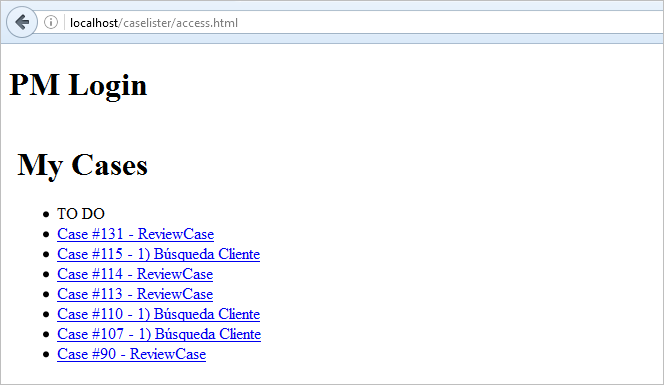 localhost/caselister/access.html
PM Login
My Cases
TO DO
Case #131 - ReviewCase
Case #115 - 1) Búsqueda Cliente
Case #114 - ReviewCase
Case #113 - ReviewCase
Case #110 - 1) Búsqueda Cliente
Case #107 - 1) Búsqueda Cliente
Case #90 - ReviewCase